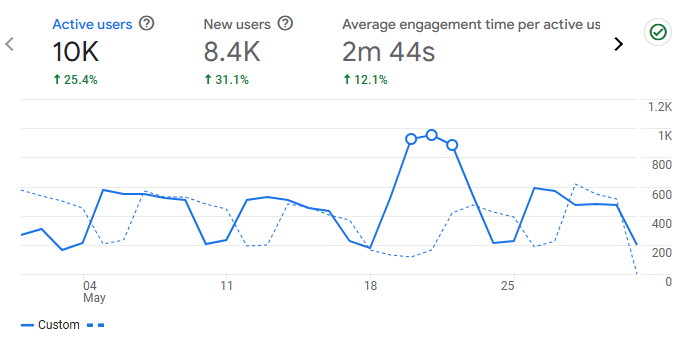 Active users
New users
Average engagement time per active us
10K
8.4K
2m 44s
25.4%
31.1%
12.1%
1.2K
1K
800
600
400
200
0
04
May
11
18
25
Custom